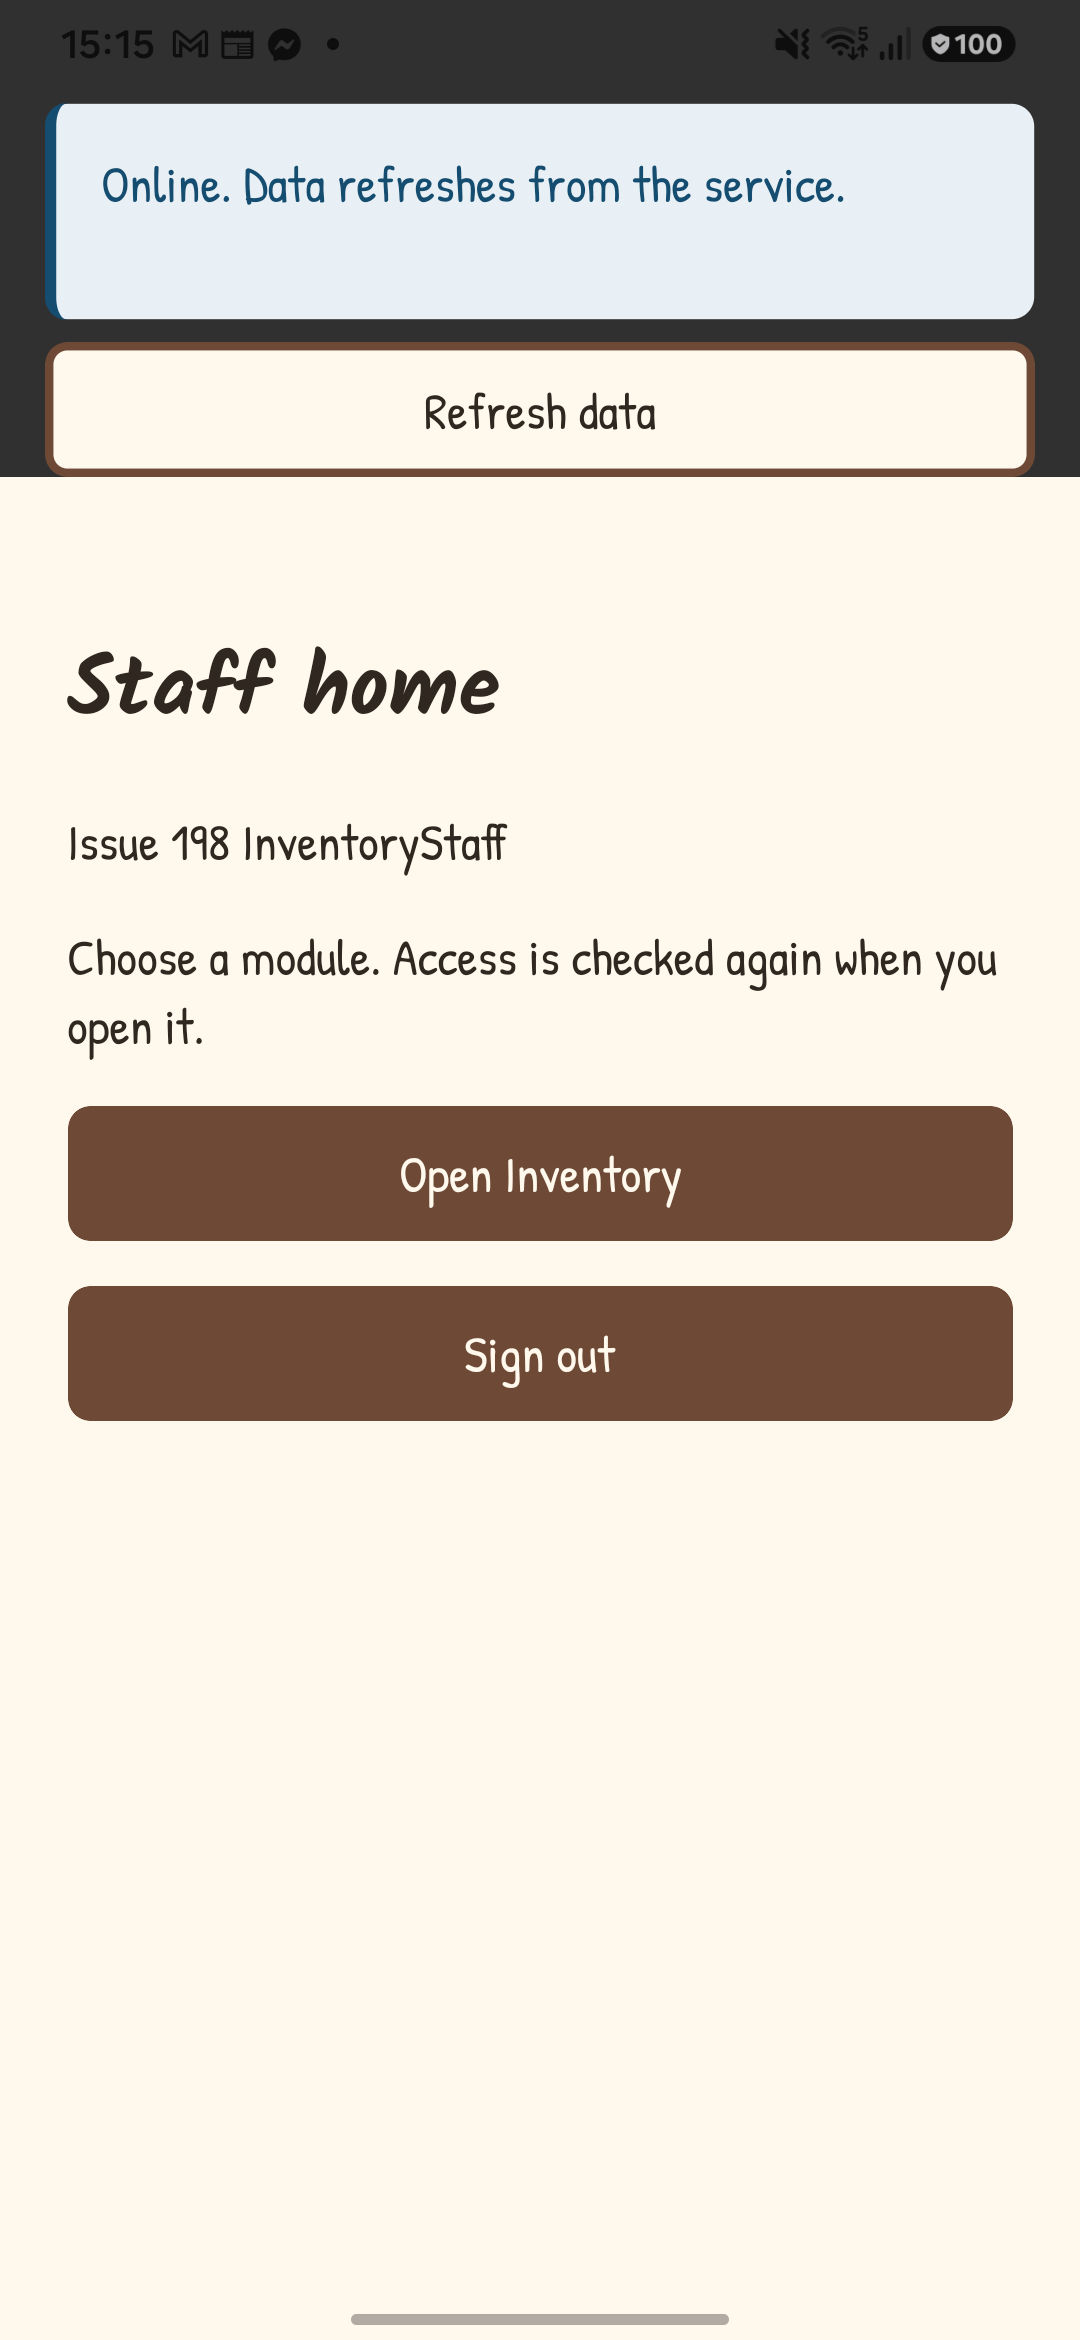 15:15
5
100
Online. Data refreshes from the service.
Refresh data
Staff home
Issue 198 InventoryStaff
Choose a module. Access is checked again when you
open it.
Open Inventory
Sign out